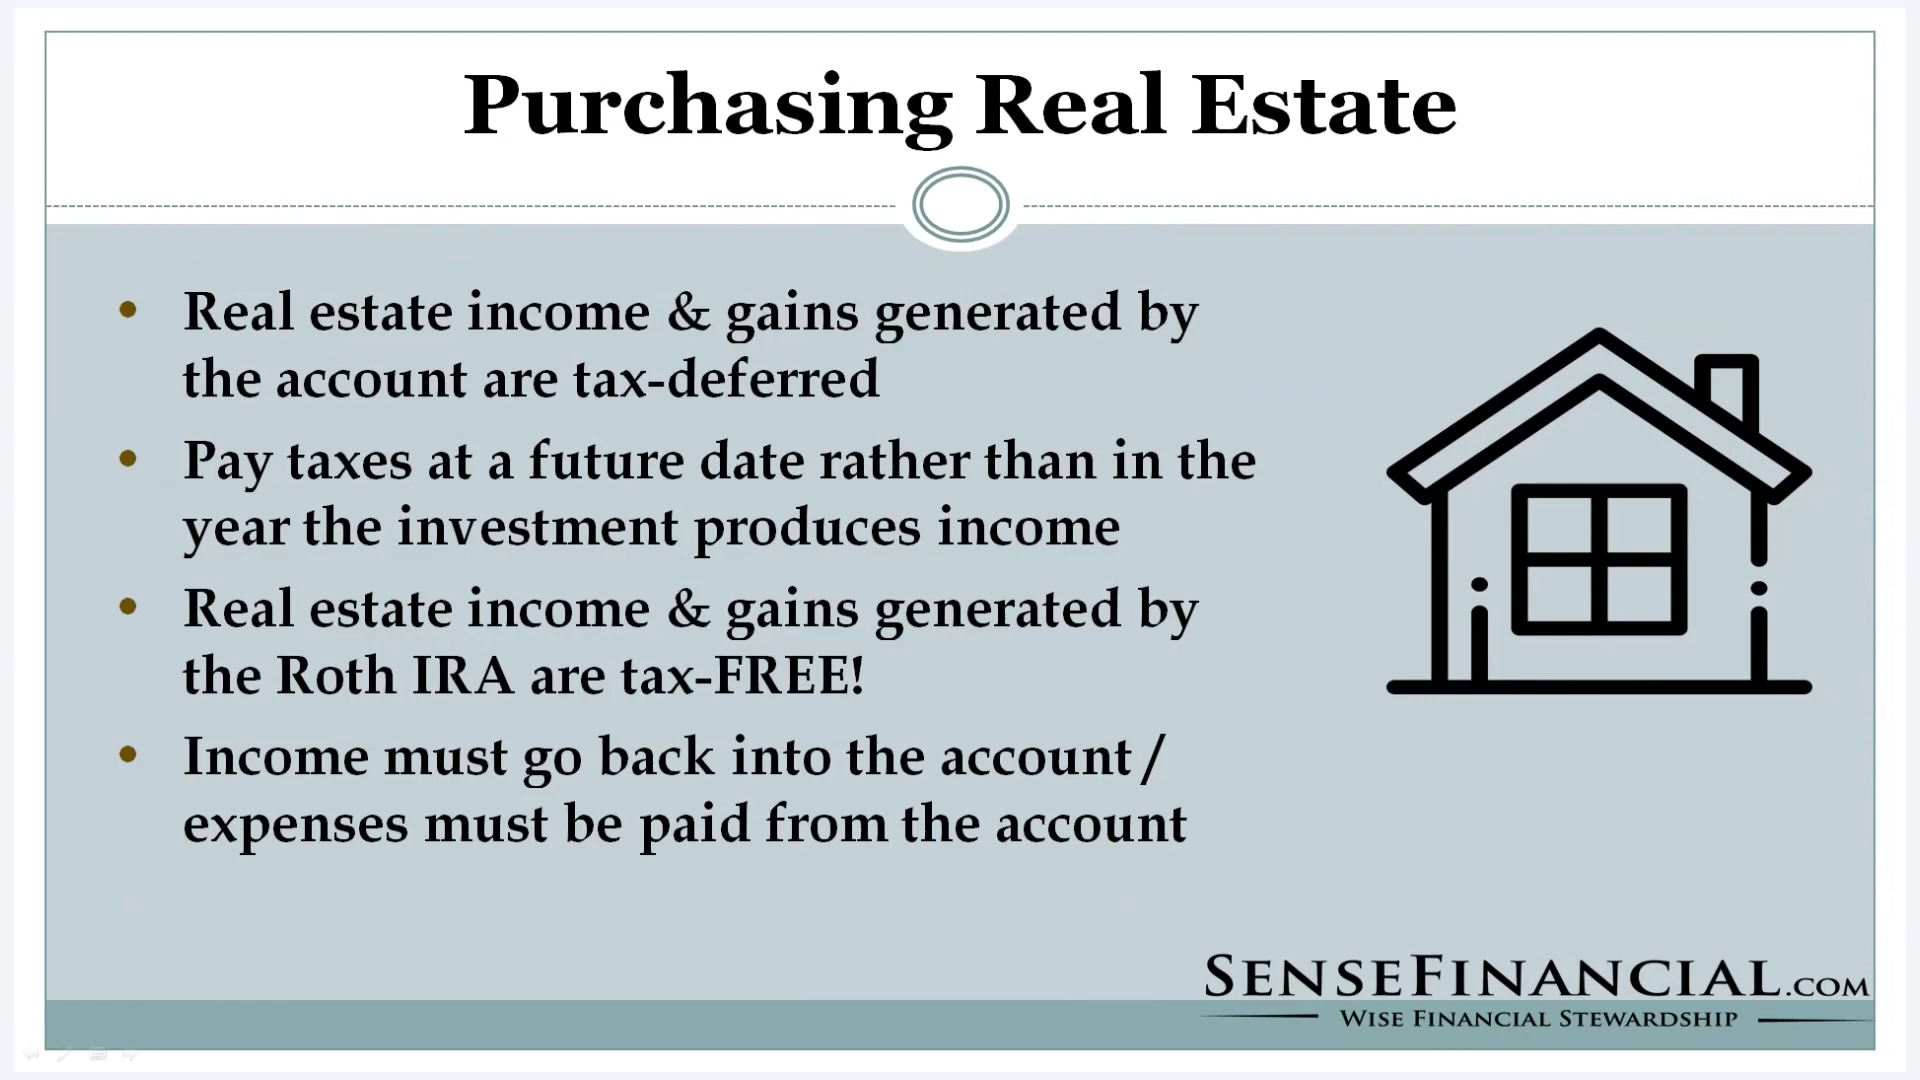 Purchasing Real Estate
• Real estate income & gains generated by
the account are tax-deferred
• Pay taxes at a future date rather than in the
year the investment produces income
• Real estate income & gains generated by
the Roth IRA are tax-FREE!
• Income must go back into the account/
expenses must be paid from the account
SENSEFINANCIAL.COM
WISE FINANCIAL STEWARDSHIP